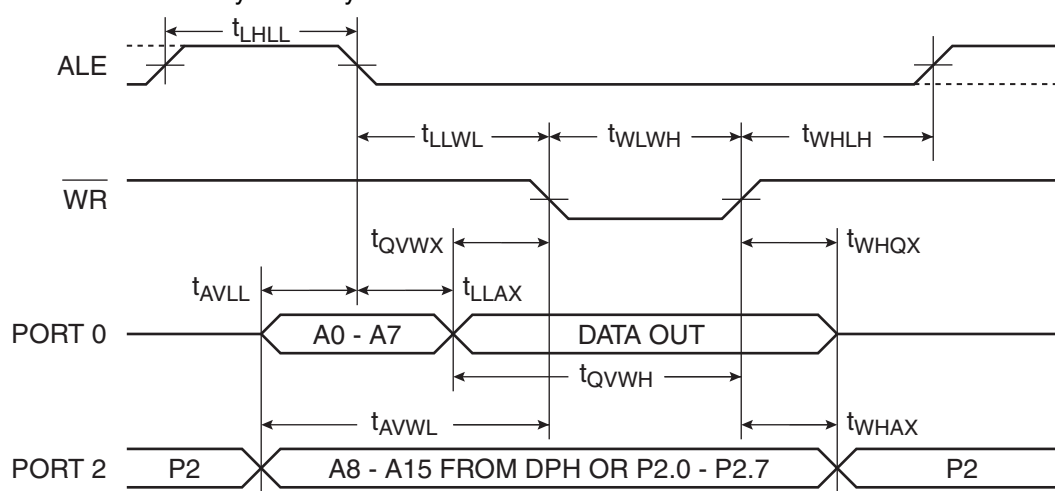 tLHLL
ALE
tLLWL tWLWH tWHLH
WR
tQVWX tWHQX
tAVLL tLLAX
PORT 0 A0 - A7 DATA OUT
tQVWH
tAVWL tWHAX
PORT 2 P2 A8 - A15 FROM DPH OR P2.0 - P2.7 P2